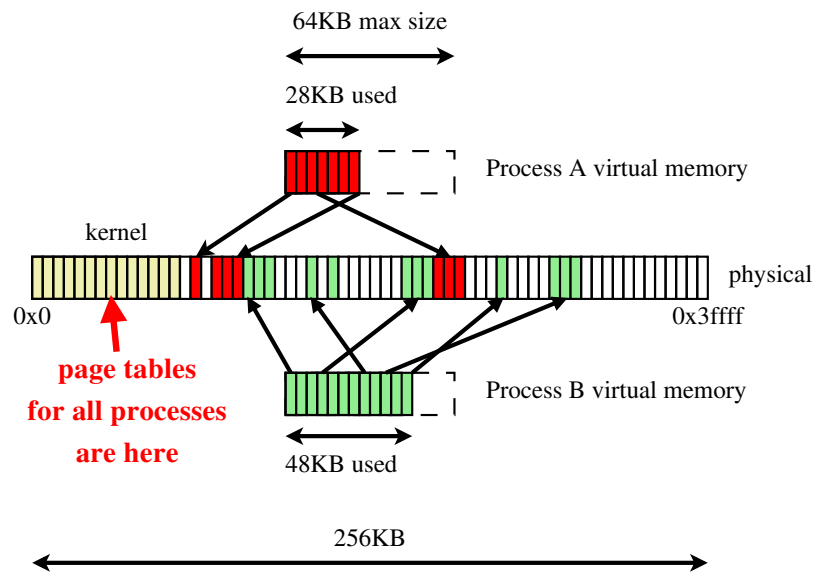 64KB max size
28KB used
Process A virtual memory
kernel
physical
0x0
0x3ffff
page tables
for all processes
are here
Process B virtual memory
48KB used
256KB